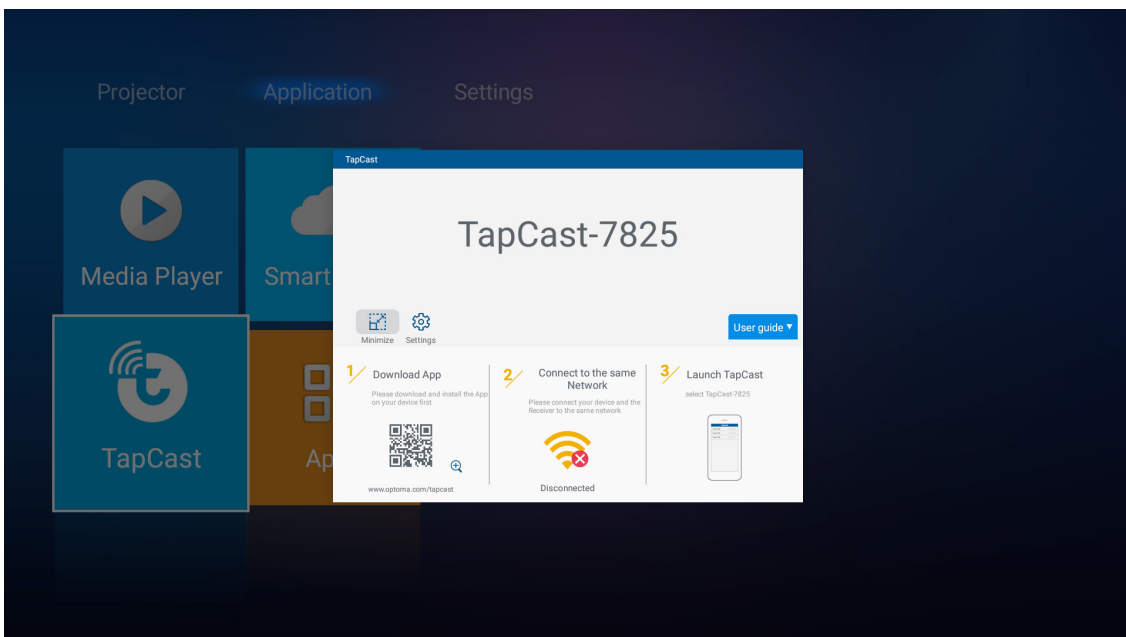 Projector
Application
Settings
TapCast
TapCast-7825
Media Player
Smart
Minimize
Settings
User guide
1
Download App
Please download and install the App
on your device first
www.optoma.com/tapcast
2
Connect to the same
Network
Please connect your device and the
Receiver to the same network
Disconnected
3
Launch TapCast
select TapCast-7825
TapCast
Ap